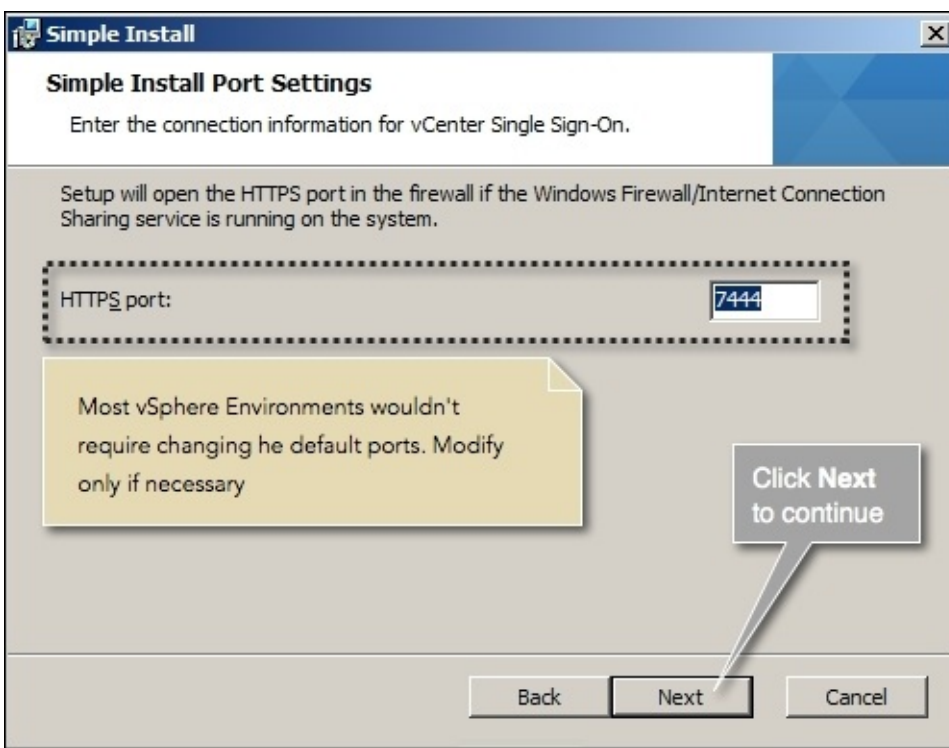 Simple Install
Simple Install Port Settings
Enter the connection information for vCenter Single Sign-On.
Setup will open the HTTPS port in the firewall if the Windows Firewall/Internet Connection
Sharing service is running on the system.
HTTPS port:
7444
Most vSphere Environments wouldn't
require changing he default ports. Modify
only if necessary
Click Next
to continue
Back
Next
Cancel